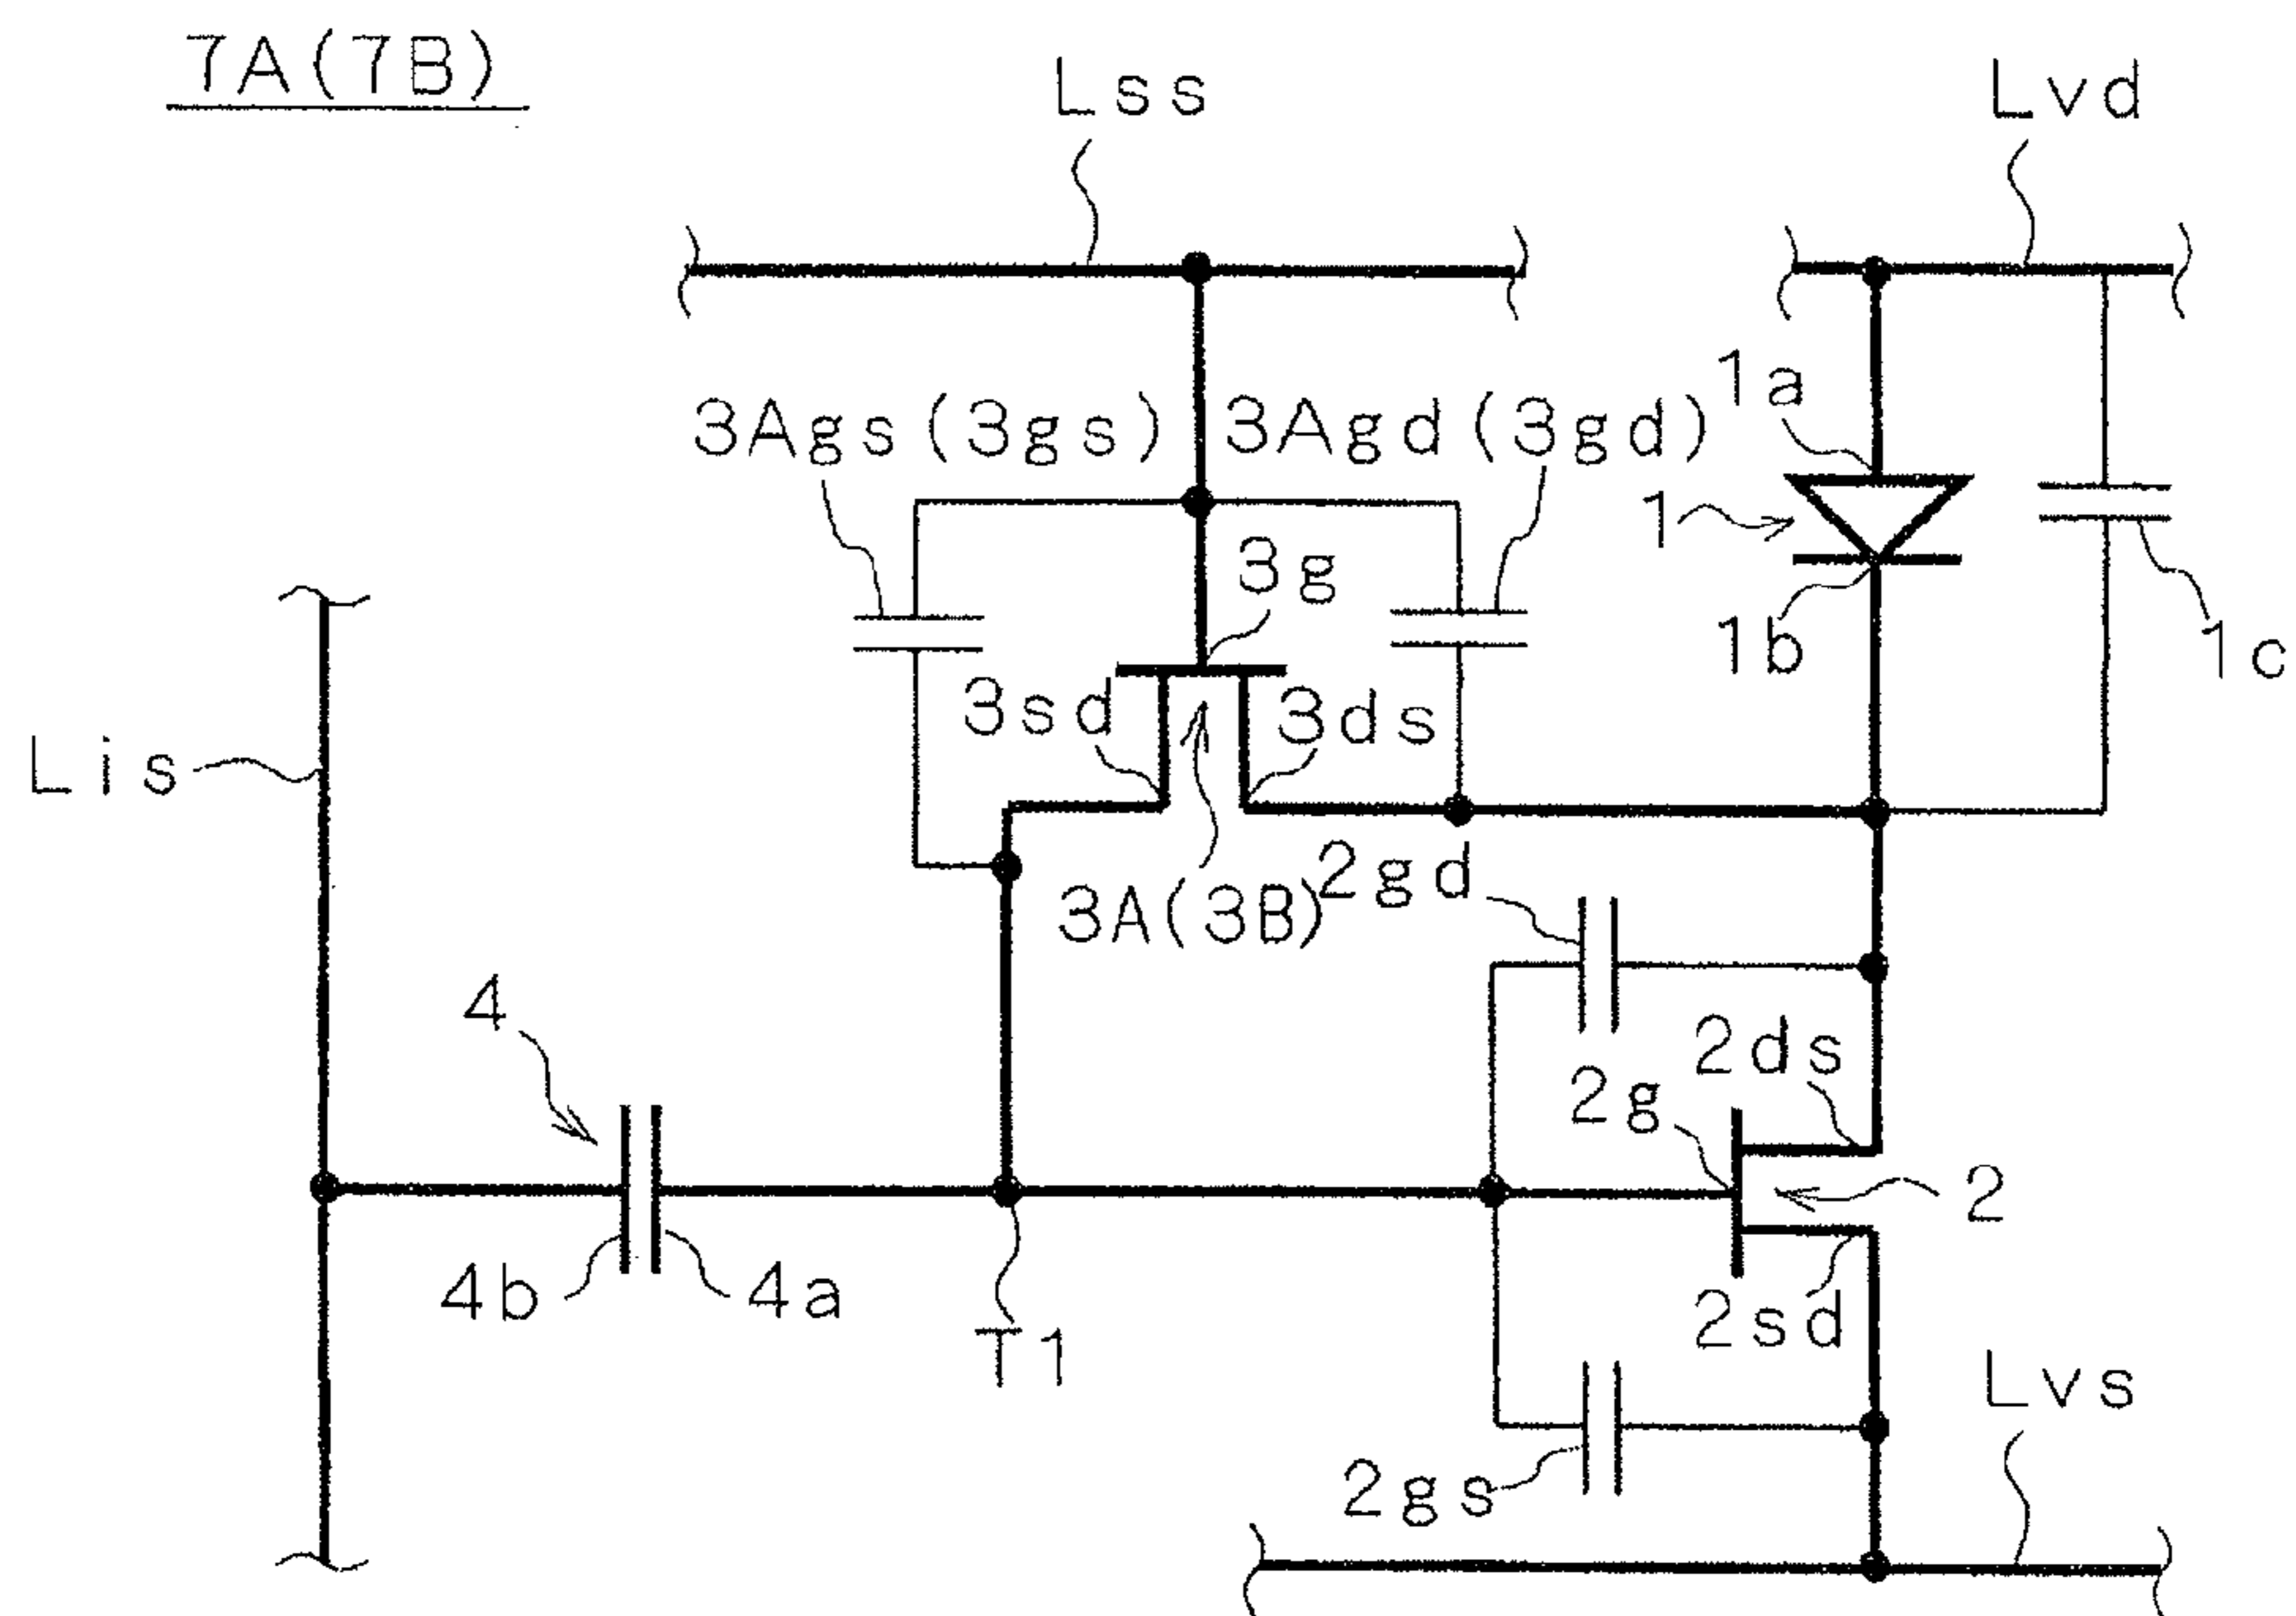 7A(7B)
Lss
Lvd
1a
3Ags(3gs)
3Agd(3gd)
1
3g
1b
1c
3sd
3ds
Lis
2gd
3A(3B)
4
2ds
2g
2
4b
4a
2sd
T1
Lvs
2gs